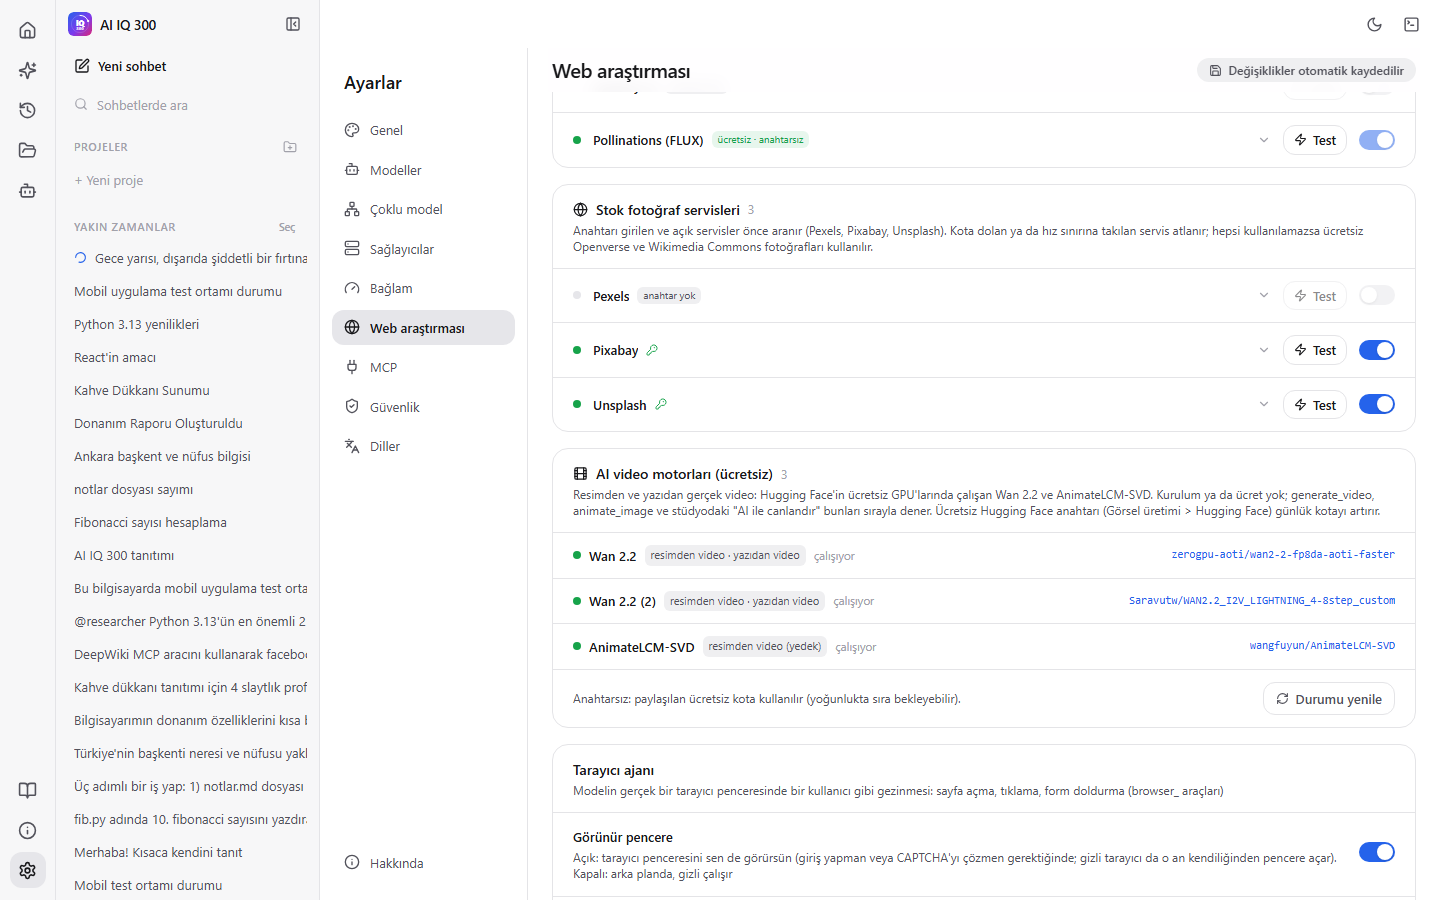 AI IQ 300
Yeni sohbet
Sohbetlerde ara
PROJELER
+ Yeni proje
YAKIN ZAMANLAR
Seç
Gece yarısı, dışarıda şiddetli bir fırtına
Mobil uygulama test ortamı durumu
Python 3.13 yenilikleri
React'in amacı
Kahve Dükkanı Sunumu
Donanım Raporu Oluşturuldu
Ankara başkent ve nüfus bilgisi
notlar dosyası sayımı
Fibonacci sayısı hesaplama
AI IQ 300 tanıtımı
Bu bilgisayarda mobil uygulama test orta
@researcher Python 3.13'ün en önemli 2
DeepWiki MCP aracını kullanarak faceboo
Kahve dükkanı tanıtımı için 4 slaytlık prof
Bilgisayarımın donanım özelliklerini kısa b
Türkiye'nin başkenti neresi ve nüfusu yakl
Üç adımlı bir iş yap: 1) notlar.md dosyası
fib.py adında 10. fibonacci sayısını yazdıra
Merhaba! Kısaca kendini tanıt
Mobil test ortamı durumu
Ayarlar
Genel
Modeller
Çoklu model
Sağlayıcılar
Bağlam
Web araştırması
MCP
Güvenlik
Diller
Hakkında
Web araştırması
Değişiklikler otomatik kaydedilir
Pollinations (FLUX) ücretsiz · anahtarsız
Test
Stok fotoğraf servisleri 3
Anahtarı girilen ve açık servisler önce aranır (Pexels, Pixabay, Unsplash). Kota dolan ya da hız sınırına takılan servis atlanır; hepsi kullanılamazsa ücretsiz
Openverse ve Wikimedia Commons fotoğrafları kullanılır.
Pexels anahtar yok
Test
Pixabay
Test
Unsplash
Test
AI video motorları (ücretsiz) 3
Resimden ve yazıdan gerçek video: Hugging Face'in ücretsiz GPU'larında çalışan Wan 2.2 ve AnimateLCM-SVD. Kurulum ya da ücret yok; generate_video,
animate_image ve stüdyodaki "AI ile canlandır" bunları sırayla dener. Ücretsiz Hugging Face anahtarı (Görsel üretimi > Hugging Face) günlük kotayı artırır.
Wan 2.2 resimden video · yazıdan video çalışıyor
zerogpu-aoti/wan2-2-fp8da-aoti-faster
Wan 2.2 (2) resimden video · yazıdan video çalışıyor
Saravutw/WAN2.2_I2V_LIGHTNING_4-8step_custom
AnimateLCM-SVD resimden video (yedek) çalışıyor
wangfuyun/AnimateLCM-SVD
Anahtarsız: paylaşılan ücretsiz kota kullanılır (yoğunlukta sıra bekleyebilir).
Durumu yenile
Tarayıcı ajanı
Modelin gerçek bir tarayıcı penceresinde bir kullanıcı gibi gezinmesi: sayfa açma, tıklama, form doldurma (browser_ araçları)
Görünür pencere
Açık: tarayıcı penceresini sen de görürsün (giriş yapman veya CAPTCHA'yı çözmen gerektiğinde; gizli tarayıcı da o an kendiliğinden pencere açar).
Kapalı: arka planda, gizli çalışır